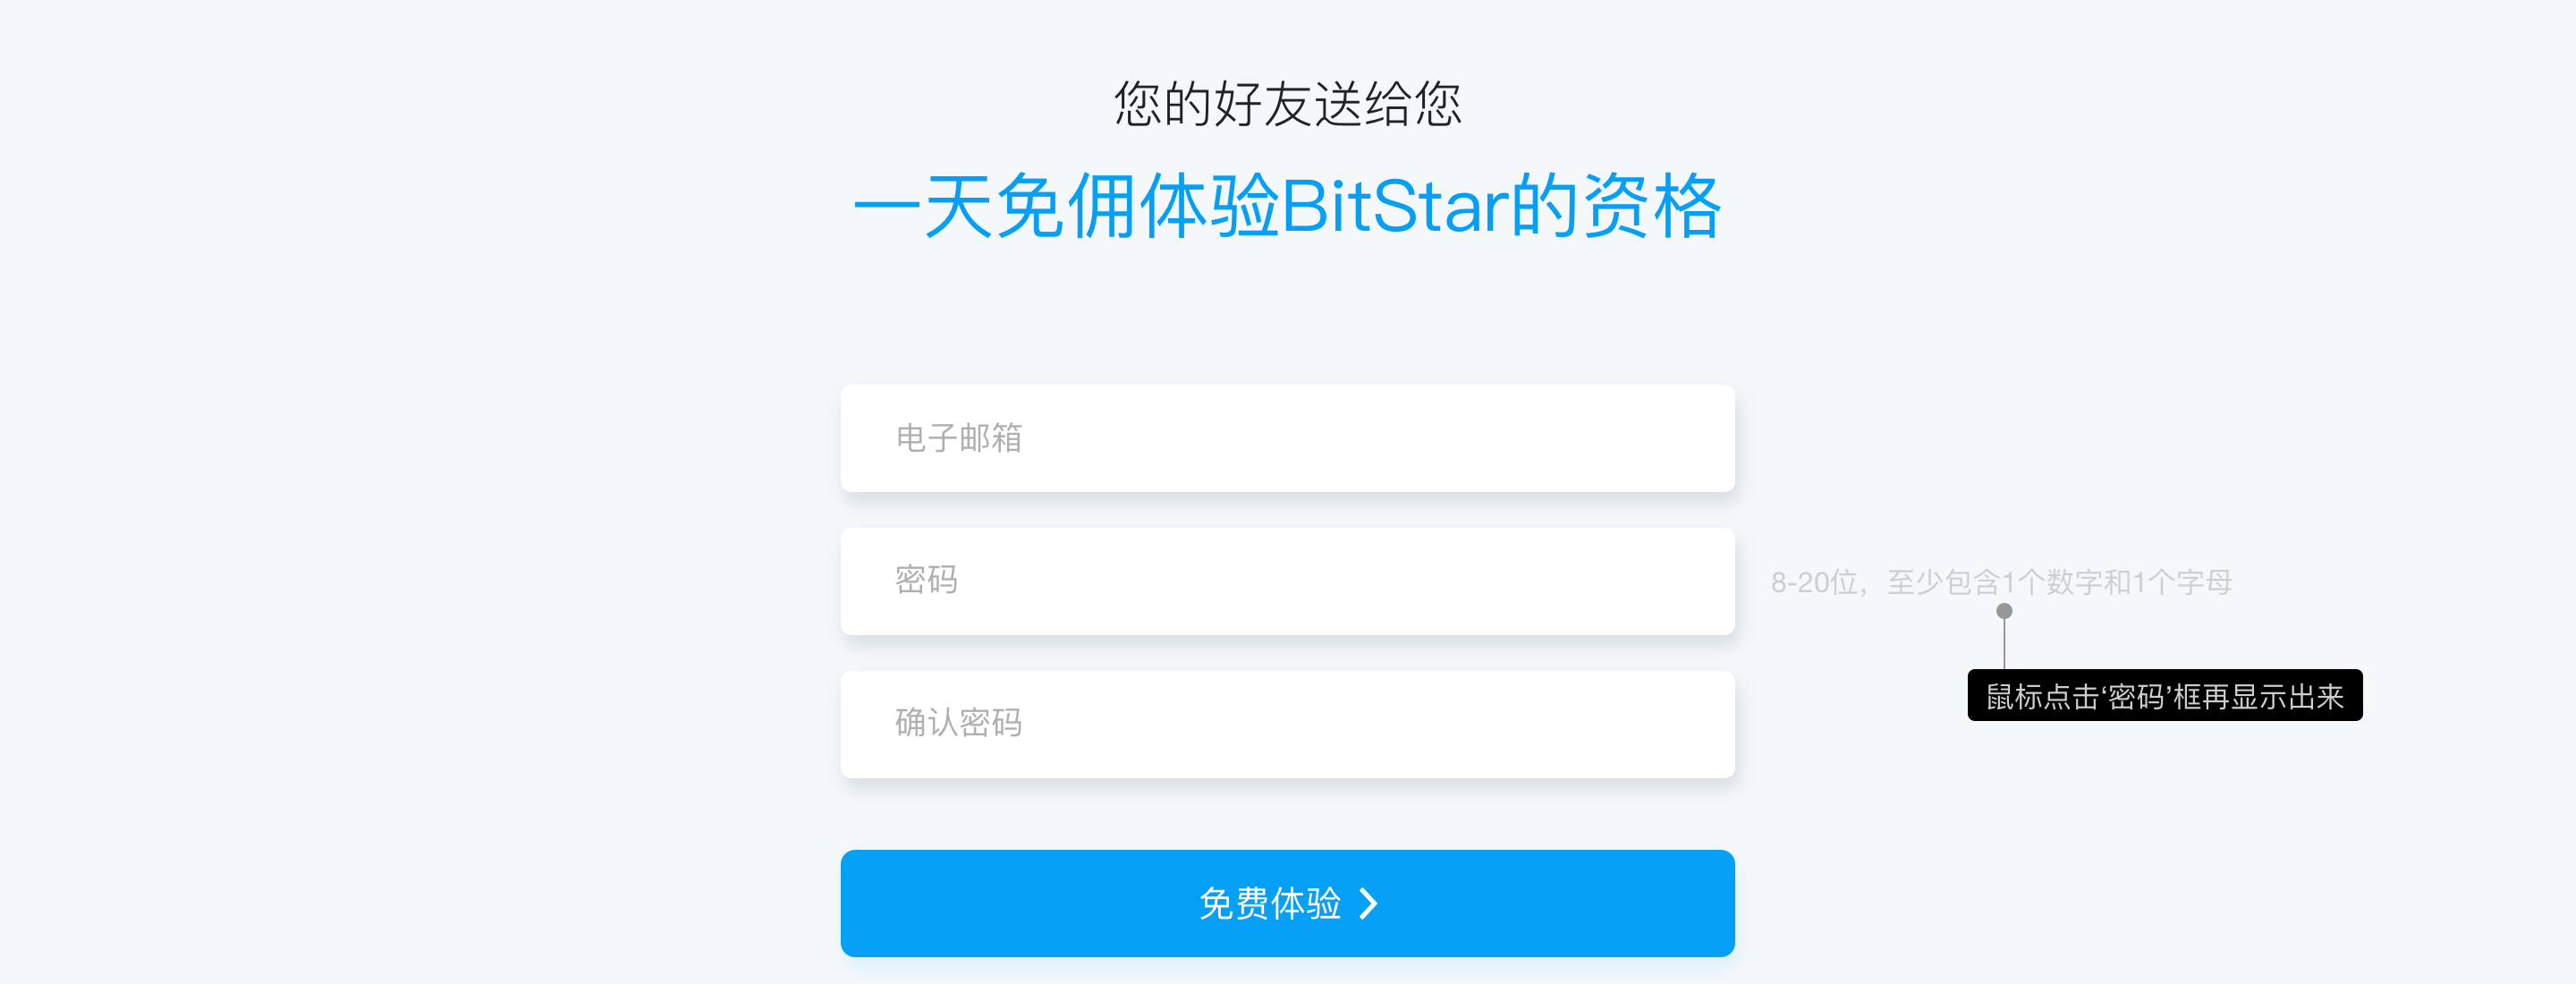 您的好友送给您
一天免佣体验BitStar的资格
电子邮箱
密码
8-20位，至少包含1个数字和1个字母
鼠标点击‘密码’框再显示出来
确认密码
免费体验